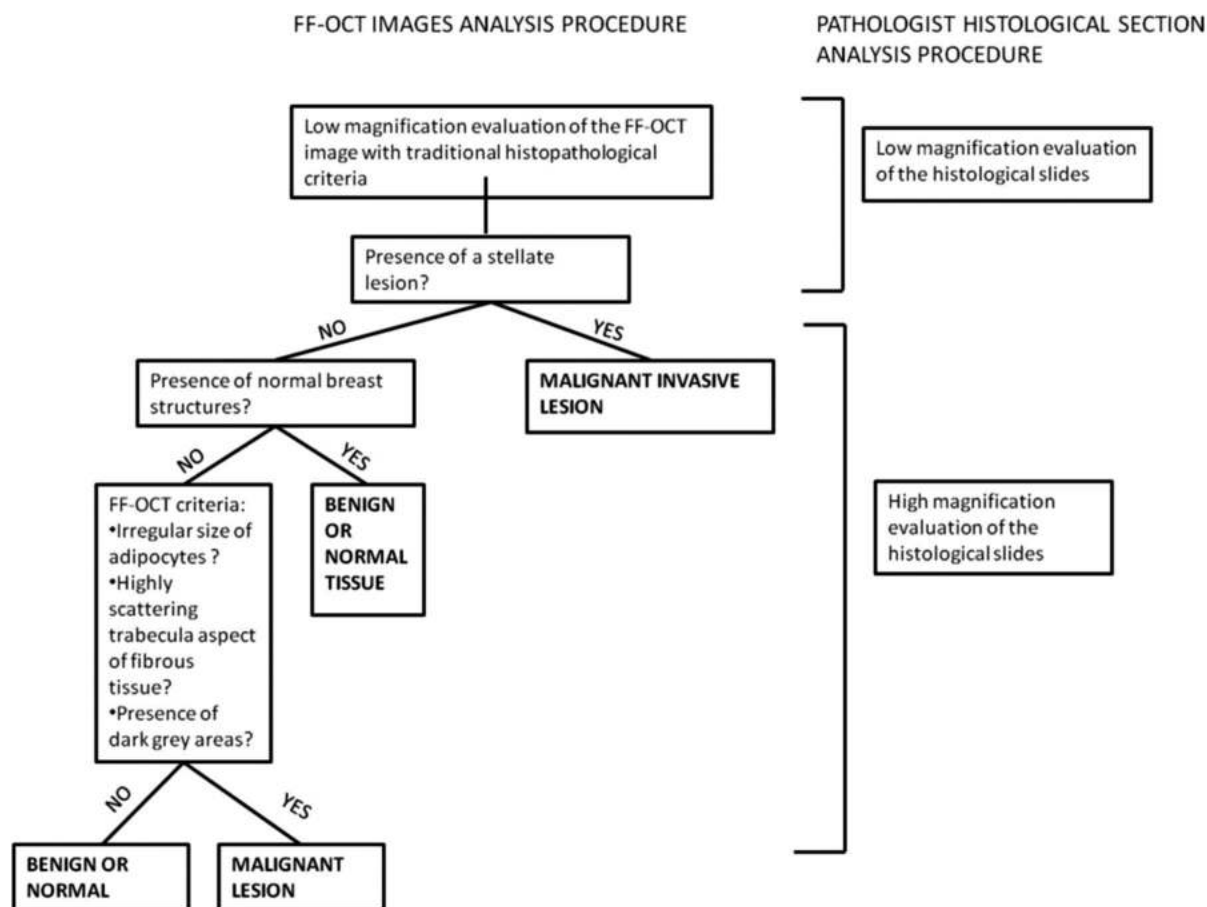 FF-OCT IMAGES ANALYSIS PROCEDURE
PATHOLOGIST HISTOLOGICAL SECTION
ANALYSIS PROCEDURE
Low magnification evaluation of the FF-OCT
image with traditional histopathological
criteria
Low magnification evaluation
of the histological slides
Presence of a stellate
lesion?
NO
YES
Presence of normal breast
structures?
MALIGNANT INVASIVE
LESION
NO
YES
FF-OCT criteria:
•Irregular size of
adipocytes ?
•Highly
scattering
trabecula aspect
of fibrous
tissue?
•Presence of
dark grey areas?
BENIGN
OR
NORMAL
TISSUE
High magnification
evaluation of the
histological slides
NO
YES
BENIGN OR
NORMAL
MALIGNANT
LESION